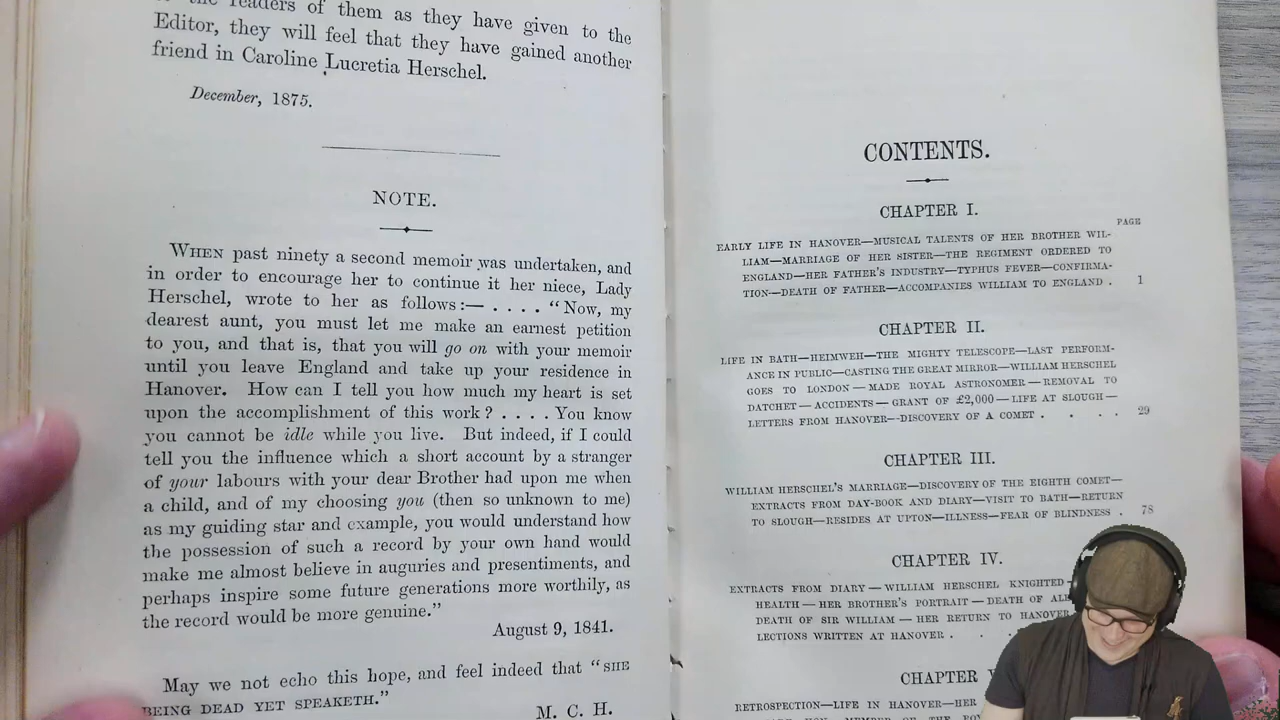 the readers of them as they have given to the
Editor, they will feel that they have gained another
friend in Caroline Lucretia Herschel.
December, 1875.
NOTE.
WHEN past ninety a second memoir was undertaken, and
in order to encourage her to continue it her niece, Lady
Herschel, wrote to her as follows:— . . . . "Now, my
dearest aunt, you must let me make an earnest petition
to you, and that is, that you will go on with your memoir
until you leave England and take up your residence in
Hanover. How can I tell you how much my heart is set
upon the accomplishment of this work? . . . . You know
you cannot be idle while you live. But indeed, if I could
tell you the influence which a short account by a stranger
of your labours with your dear Brother had upon me when
a child, and of my choosing you (then so unknown to me)
as my guiding star and example, you would understand how
the possession of such a record by your own hand would
make me almost believe in auguries and presentiments, and
perhaps inspire some future generations more worthily, as
the record would be more genuine."
August 9, 1841.
May we not echo this hope, and feel indeed that "SHE
BEING DEAD YET SPEAKETH."
M. C. H.
CONTENTS.
CHAPTER I.
PAGE
EARLY LIFE IN HANOVER—MUSICAL TALENTS OF HER BROTHER WIL-
LIAM—MARRIAGE OF HER SISTER—THE REGIMENT ORDERED TO
ENGLAND—HER FATHER'S INDUSTRY—TYPHUS FEVER—CONFIRMA-
TION—DEATH OF FATHER—ACCOMPANIES WILLIAM TO ENGLAND . 1
CHAPTER II.
LIFE IN BATH—HEIMWEH—THE MIGHTY TELESCOPE—LAST PERFORM-
ANCE IN PUBLIC—CASTING THE GREAT MIRROR—WILLIAM HERSCHEL
GOES TO LONDON—MADE ROYAL ASTRONOMER—REMOVAL TO
DATCHET—ACCIDENTS—GRANT OF £2,000—LIFE AT SLOUGH—
LETTERS FROM HANOVER—DISCOVERY OF A COMET . . . . 29
CHAPTER III.
WILLIAM HERSCHEL'S MARRIAGE—DISCOVERY OF THE EIGHTH COMET—
EXTRACTS FROM DAY-BOOK AND DIARY—VISIT TO BATH—RETURN
TO SLOUGH—RESIDES AT UPTON—ILLNESS—FEAR OF BLINDNESS . 78
CHAPTER IV.
EXTRACTS FROM DIARY—WILLIAM HERSCHEL KNIGHTED—
HEALTH—HER BROTHER'S PORTRAIT—DEATH OF
DEATH OF SIR WILLIAM—HER RETURN TO HANOVER
LECTIONS WRITTEN AT HANOVER . .
CHAPTER
RETROSPECTION—LIFE IN HANOVER—HER